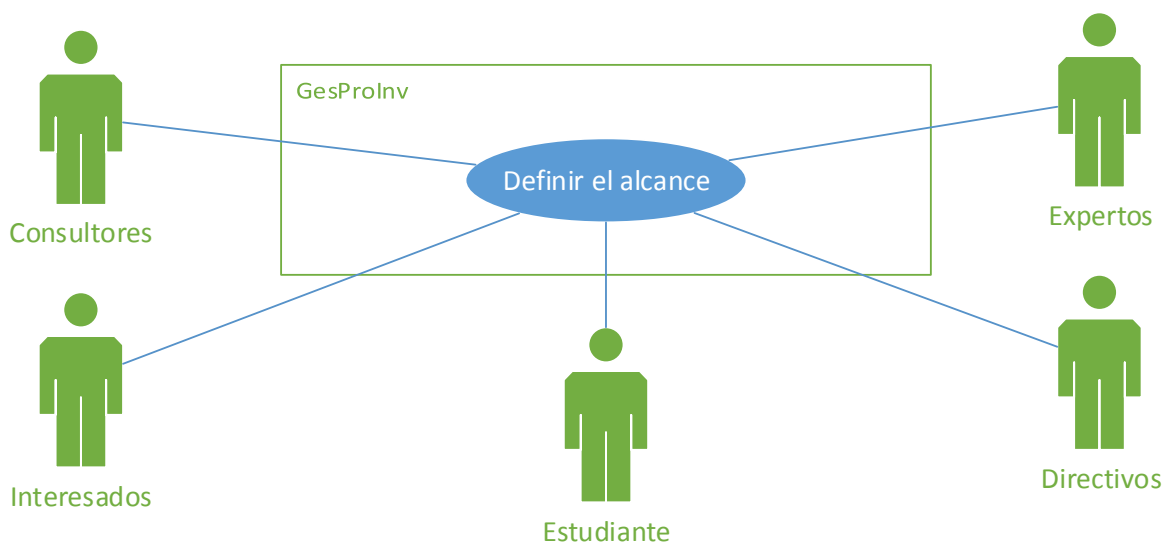 GesProInv
Definir el alcance
Consultores
Expertos
Interesados
Directivos
Estudiante